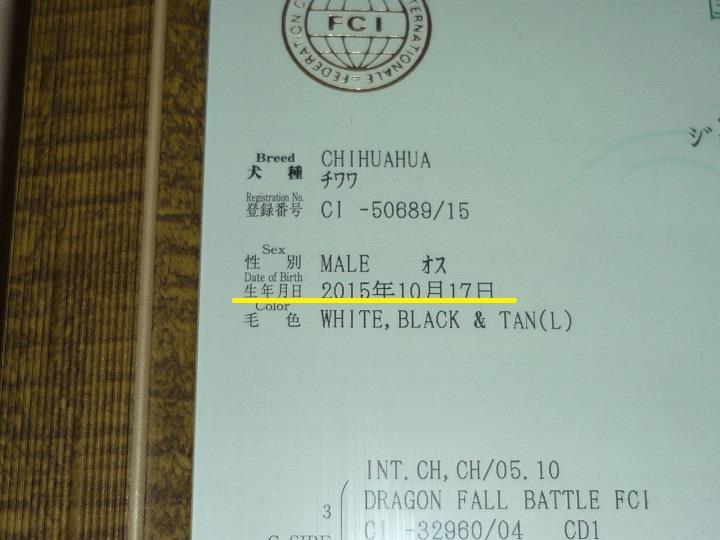 FCI
FEDERATION C
TERNATIONALE
ジ
Breed CHIHUAHUA
犬種 チワワ
Registration No.
登録番号 CI -50689/15
Sex
性別 MALE オス
Date of Birth
生年月日 2015年10月17日
Color
毛色 WHITE,BLACK & TAN(L)
INT.CH,CH/05.10
3 DRAGON FALL BATTLE FCI
CI -32960/04 CD1